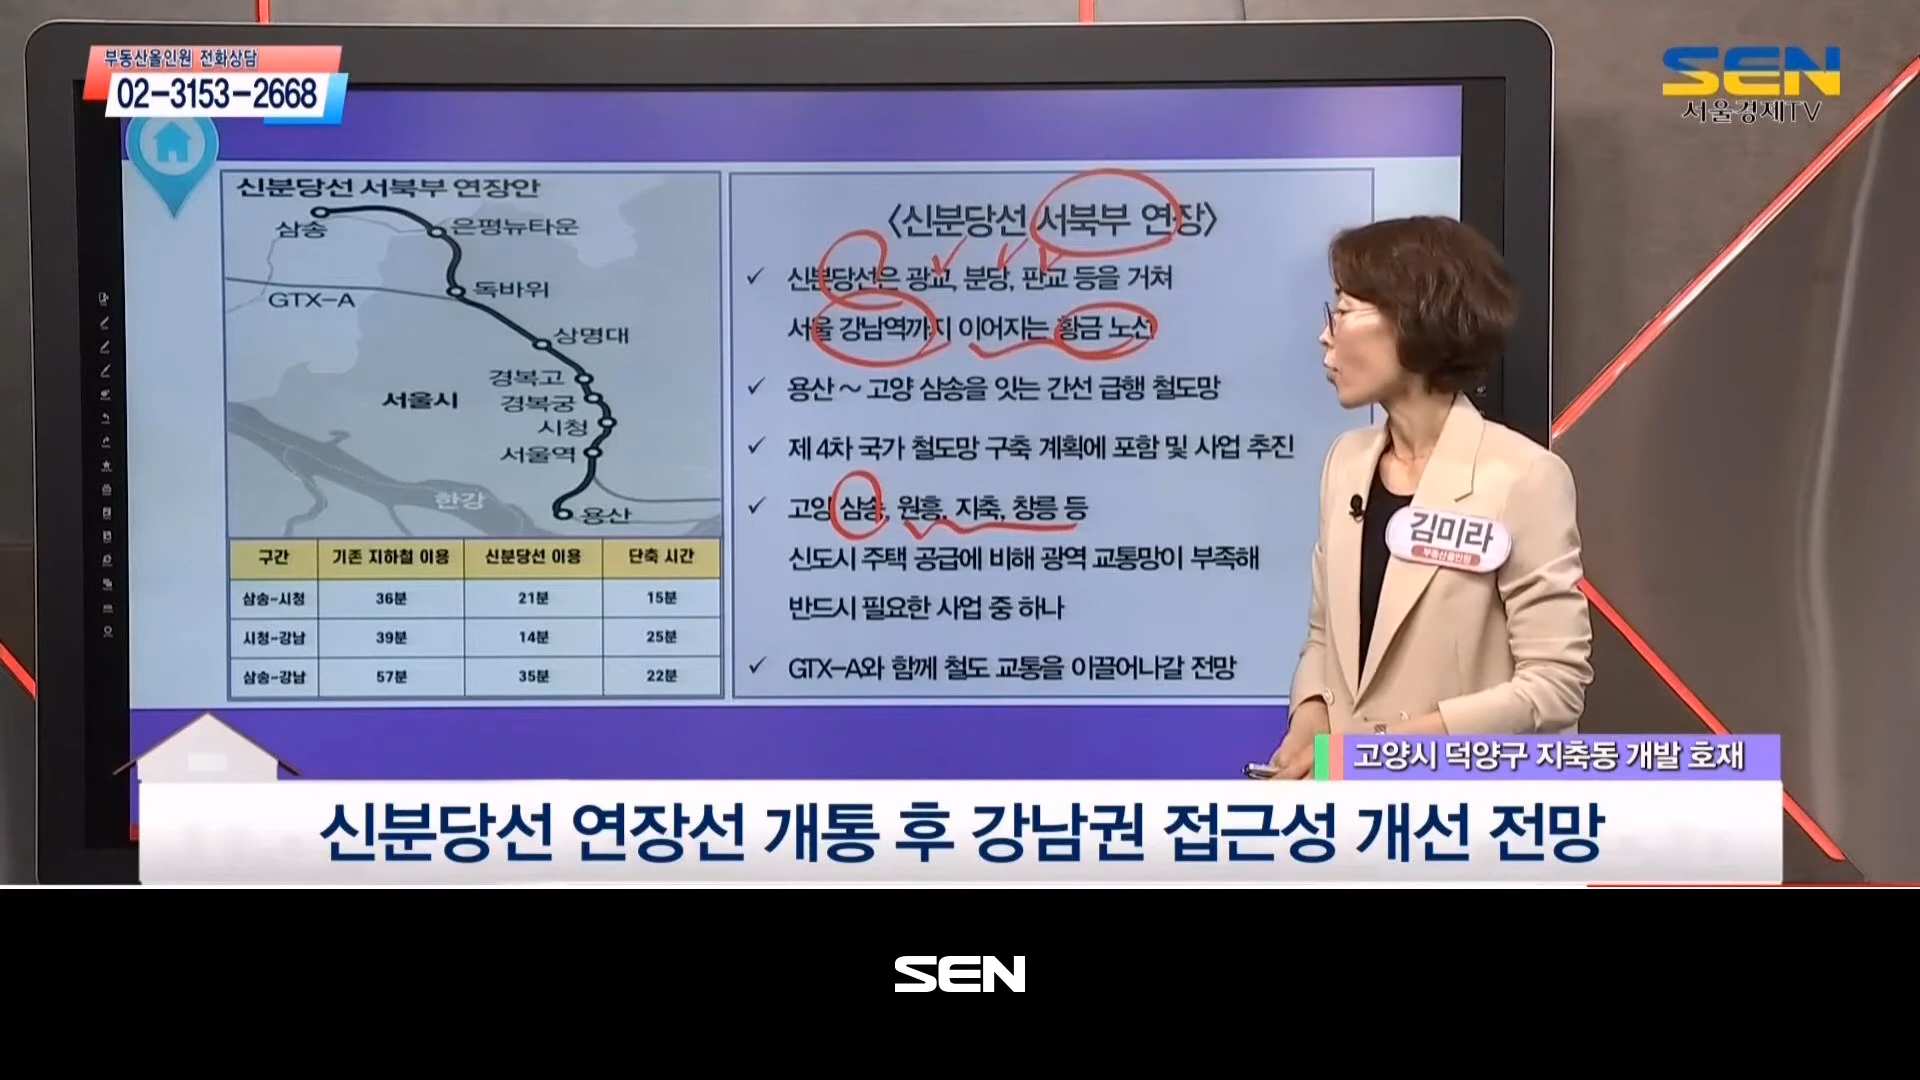 부동산올인원 전화상담
02-3153-2668
SEN
서울경제TV
신분당선 서북부 연장안
삼송
은평뉴타운
독바위
GTX-A
상명대
경복고
서울시
경복궁
시청
서울역
한강
용산
구간 기존 지하철 이용 신분당선 이용 단축 시간
삼송-시청 36분 21분 15분
시청-강남 39분 14분 25분
삼송-강남 57분 35분 22분
<신분당선 서북부 연장>
✓ 신분당선은 광교, 분당, 판교 등을 거쳐
서울 강남역까지 이어지는 황금 노선
✓ 용산 ~ 고양 삼송을 잇는 간선 급행 철도망
✓ 제 4차 국가 철도망 구축 계획에 포함 및 사업 추진
✓ 고양 삼송, 원흥, 지축, 창릉 등
신도시 주택 공급에 비해 광역 교통망이 부족해
반드시 필요한 사업 중 하나
✓ GTX-A와 함께 철도 교통을 이끌어나갈 전망
김미라
부동산올인원
고양시 덕양구 지축동 개발 호재
신분당선 연장선 개통 후 강남권 접근성 개선 전망
SEN